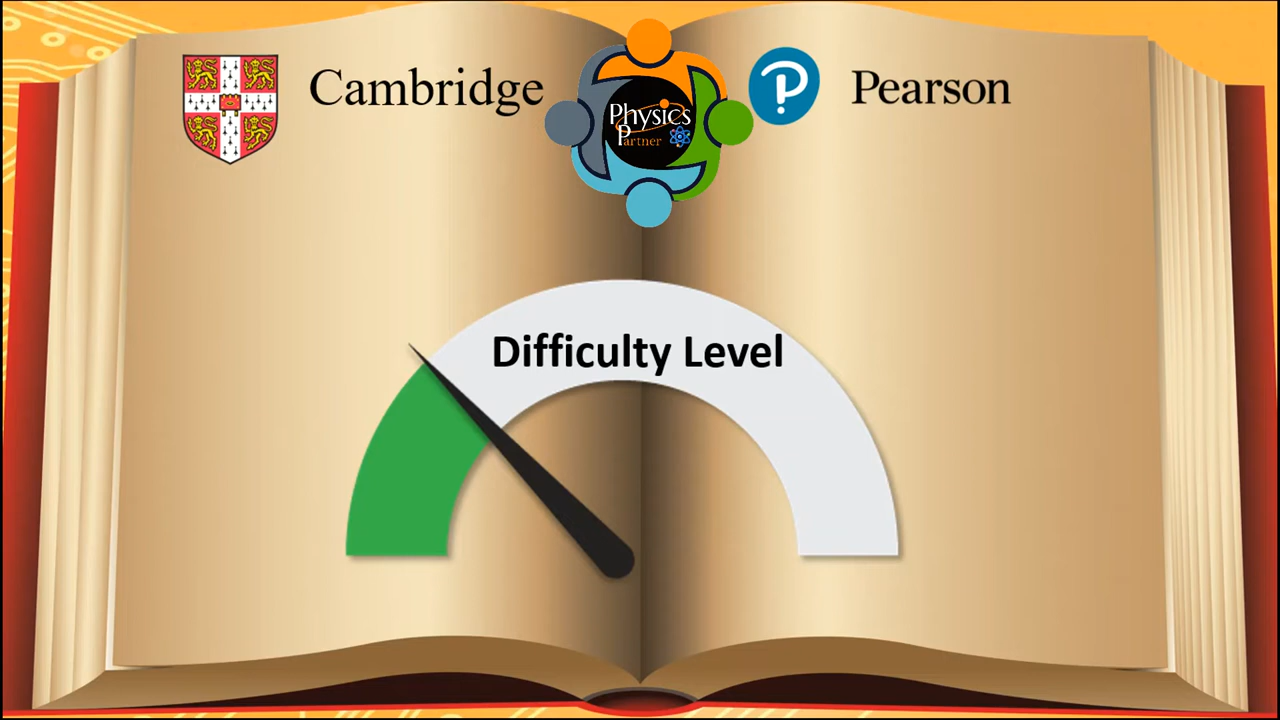 Cambridge
Physics
Partner
Pearson
Difficulty Level